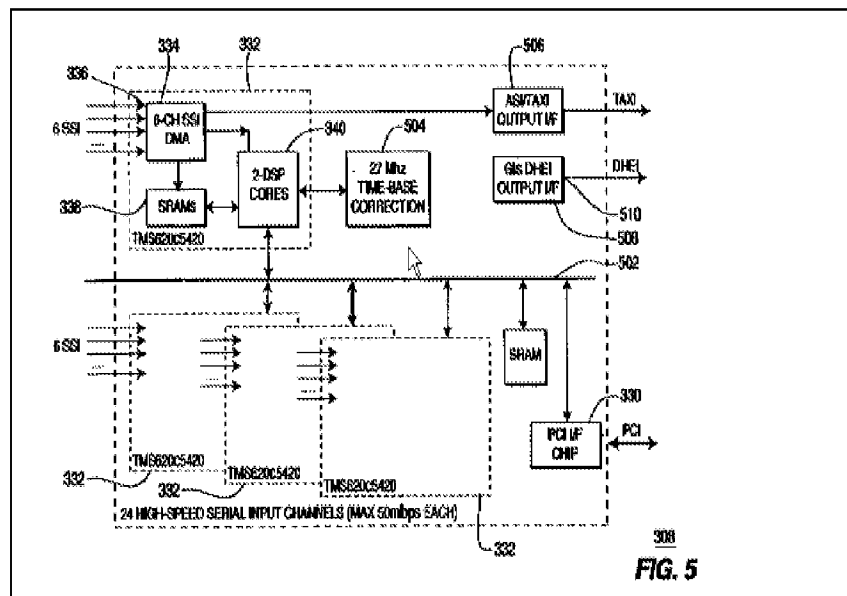 334
332
506
336
6 SSI
6-CH SSI
DMA
340
504
ASI/TAXI
OUTPUT I/F
TAXI
2-DSP
CORES
27 Mhz
TIME-BASE
CORRECTION
GIs DHEI
OUTPUT I/F
DHEI
510
508
338
SRAMs
TMS620c5420
502
6 SSI
SRAM
330
PCI I/F
CHIP
PCI
TMS620c5420
332
TMS620c5420
332
TMS620c5420
24 HIGH-SPEED SERIAL INPUT CHANNELS (MAX 50mbps EACH)
332
308
FIG. 5